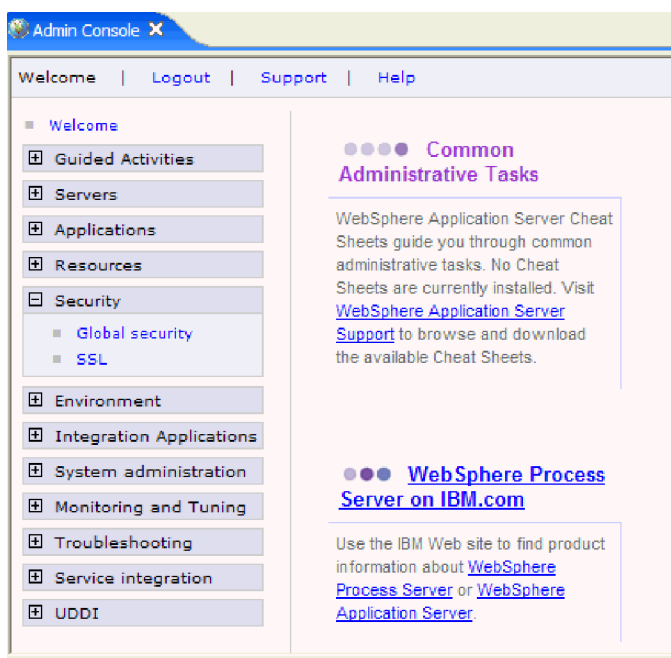 Admin Console
Welcome | Logout | Support | Help
Welcome
Guided Activities
Servers
Applications
Resources
Security
Global security
SSL
Environment
Integration Applications
System administration
Monitoring and Tuning
Troubleshooting
Service integration
UDDI
Common
Administrative Tasks
WebSphere Application Server Cheat
Sheets guide you through common
administrative tasks. No Cheat
Sheets are currently installed. Visit
WebSphere Application Server
Support to browse and download
the available Cheat Sheets.
WebSphere Process
Server on IBM.com
Use the IBM Web site to find product
information about WebSphere
Process Server or WebSphere
Application Server.